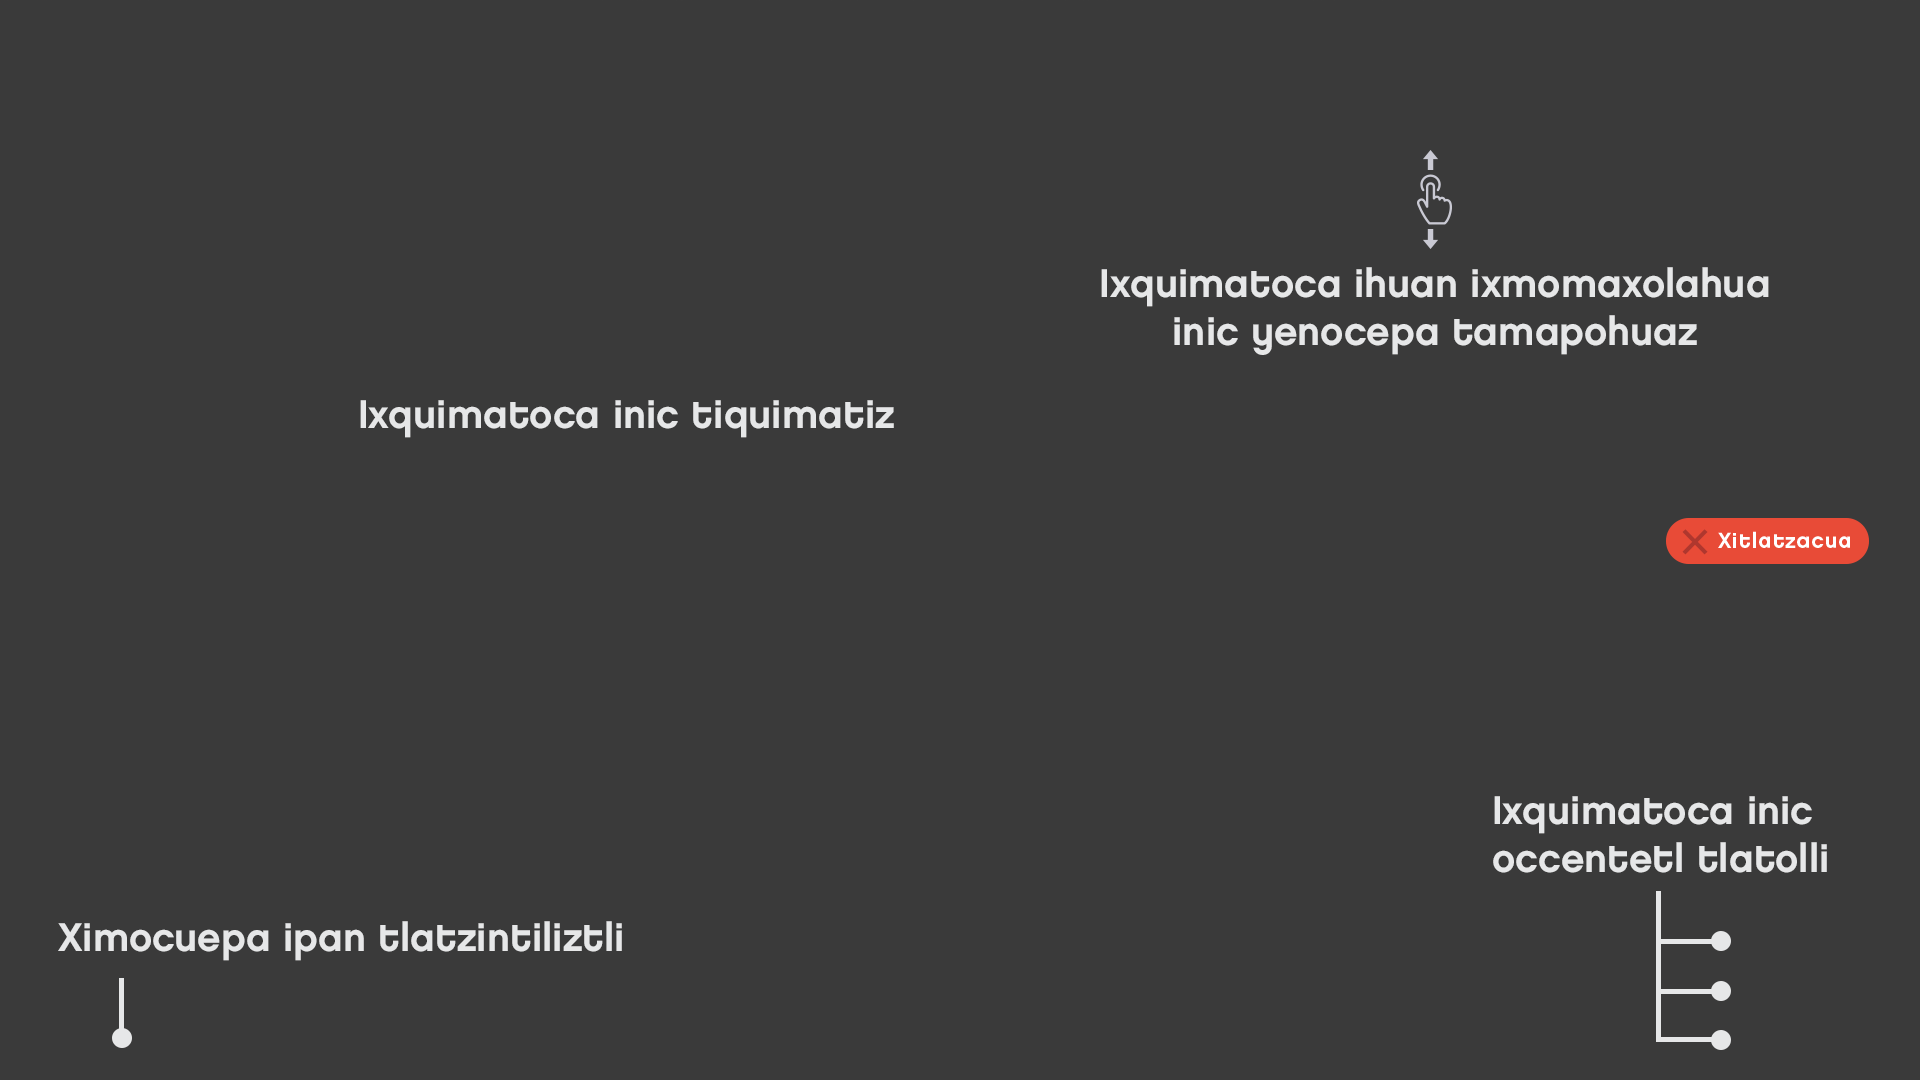 Ixquimatoca ihuan ixmomaxolahua
inic yenocepa tamapohuaz
Ixquimatoca inic tiquimatiz
Xitlatzacua
Ixquimatoca inic
occentetl tlatolli
Ximocuepa ipan tlatzintiliztli